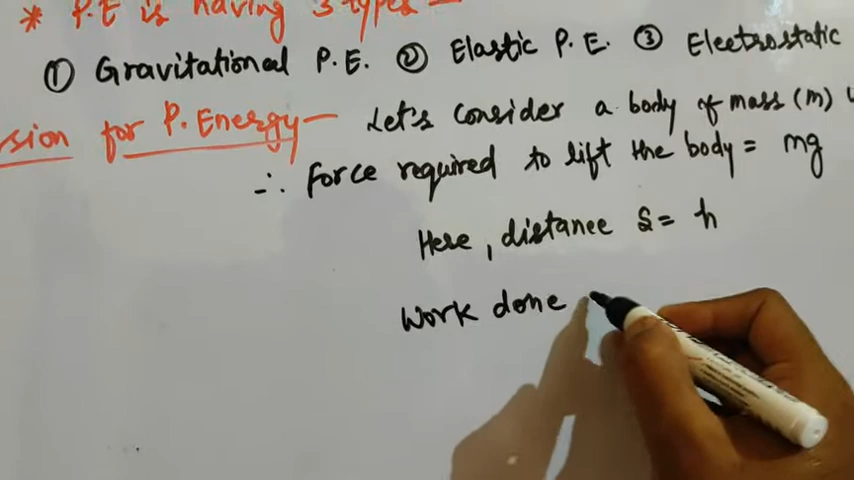 * P.E is having 3 types -
① Gravitational P.E. ② Elastic P.E. ③ Electrostatic
for P. Energy - Let's consider a body of mass (m)
∴ Force required to lift the body = mg
Here, distance s = h
Work done